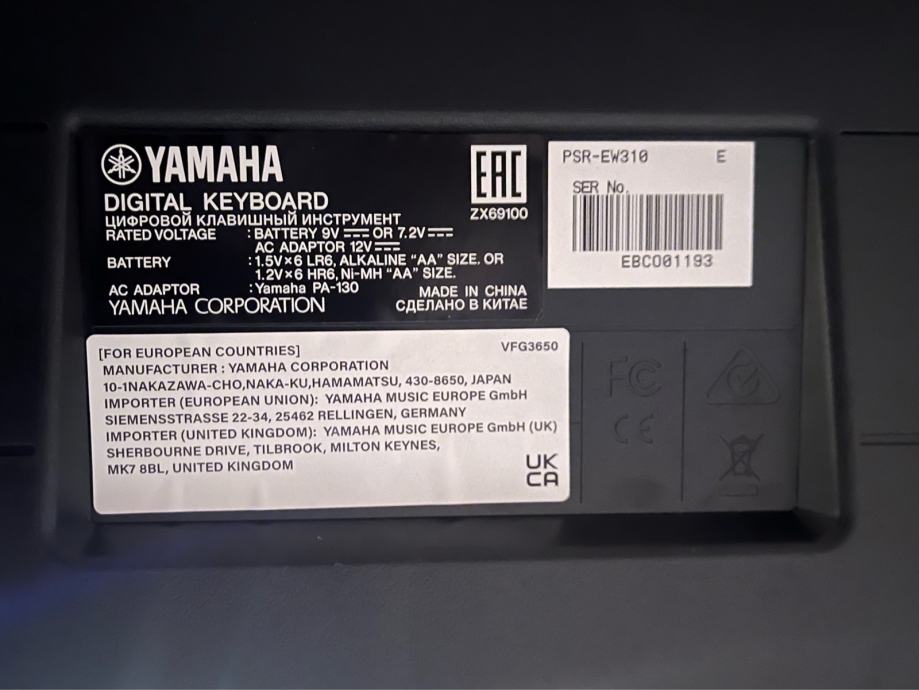 YAMAHA
EAC
ZX69100
DIGITAL KEYBOARD
ЦИФРОВОЙ КЛАВИШНЫЙ ИНСТРУМЕНТ
RATED VOLTAGE : BATTERY 9V ⎓ OR 7.2V ⎓
AC ADAPTOR 12V ⎓
BATTERY : 1.5V×6 LR6, ALKALINE “AA” SIZE, OR
1.2V×6 HR6, Ni-MH “AA” SIZE.
AC ADAPTOR : Yamaha PA-130
MADE IN CHINA
YAMAHA CORPORATION
СДЕЛАНО В КИТАЕ
PSR-EW310 E
SER No.
EBCO01193
[FOR EUROPEAN COUNTRIES] VFG3650
MANUFACTURER : YAMAHA CORPORATION
10-1NAKAZAWA-CHO,NAKA-KU,HAMAMATSU, 430-8650, JAPAN
IMPORTER (EUROPEAN UNION): YAMAHA MUSIC EUROPE GmbH
SIEMENSSTRASSE 22-34, 25462 RELLINGEN, GERMANY
IMPORTER (UNITED KINGDOM): YAMAHA MUSIC EUROPE GmbH (UK)
SHERBOURNE DRIVE, TILBROOK, MILTON KEYNES,
MK7 8BL, UNITED KINGDOM
UK
CA
FC
CE